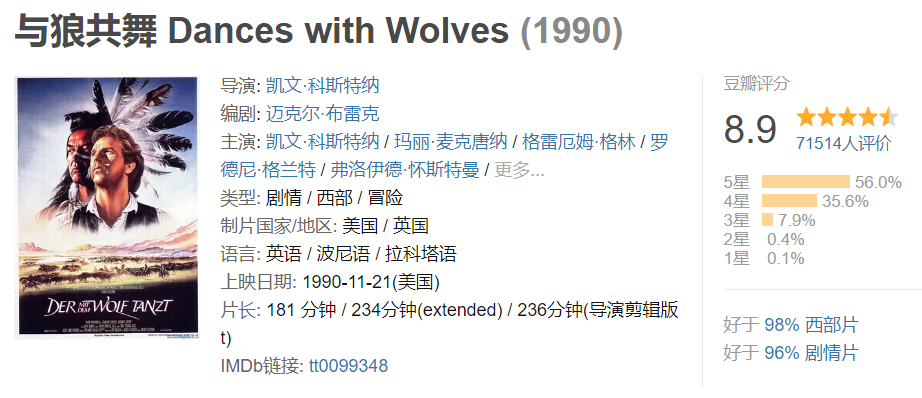 与狼共舞 Dances with Wolves (1990)
导演: 凯文·科斯特纳
编剧: 迈克尔·布雷克
主演: 凯文·科斯特纳 / 玛丽·麦克唐纳 / 格雷厄姆·格林 / 罗
德尼·格兰特 / 弗洛伊德·怀斯特曼 / 更多...
类型: 剧情 / 西部 / 冒险
制片国家/地区: 美国 / 英国
语言: 英语 / 波尼语 / 拉科塔语
上映日期: 1990-11-21(美国)
片长: 181 分钟 / 234分钟(extended) / 236分钟(导演剪辑版
t)
IMDb链接: tt0099348
DER MIT DEM WOLF TANZT
豆瓣评分
8.9
71514人评价
5星 56.0%
4星 35.6%
3星 7.9%
2星 0.4%
1星 0.1%
好于 98% 西部片
好于 96% 剧情片